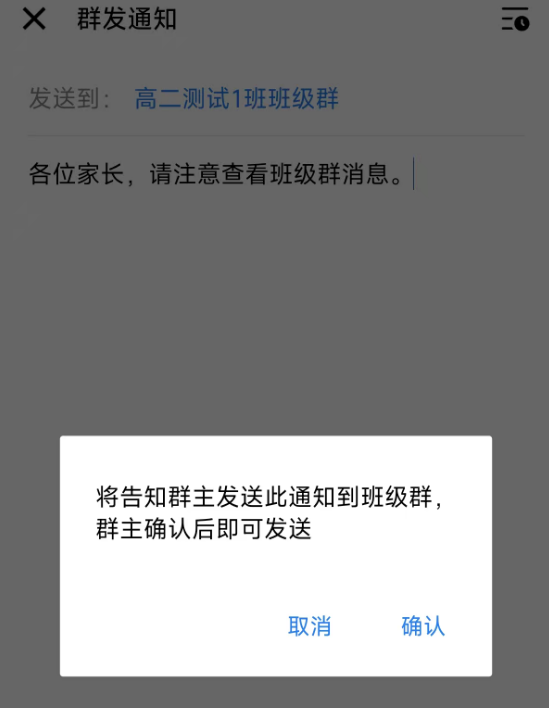 群发通知
发送到： 高二测试1班班级群
各位家长，请注意查看班级群消息。
将告知群主发送此通知到班级群，
群主确认后即可发送
取消 确认